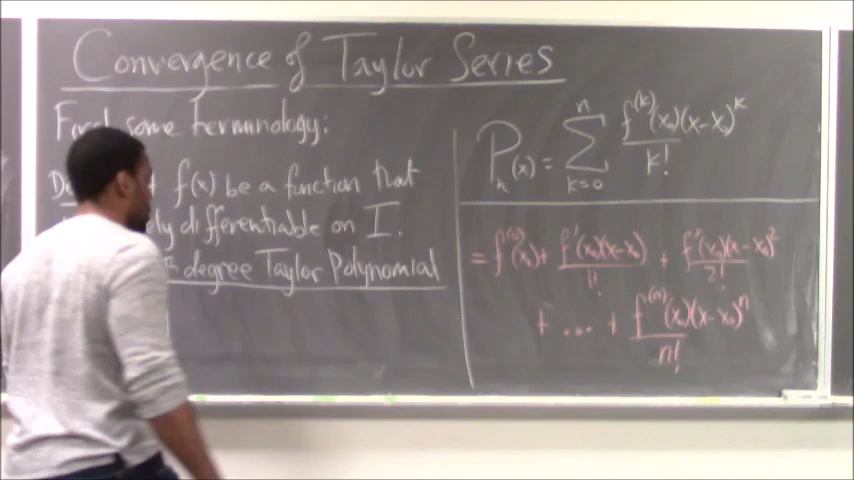 Convergence of Taylor Series
First some terminology:
f(x) be a function that
differentiable on I.
degree Taylor Polynomial
Pₙ(x) = Σ_{k=0}^{n} f^{(k)}(x₀)(x-x₀)^k / k!
= f^{(0)}(x₀) + f'(x₀)(x-x₀) / 1! + f''(x₀)(x-x₀)² / 2!
+ ... + f^{(n)}(x₀)(x-x₀)^n / n!